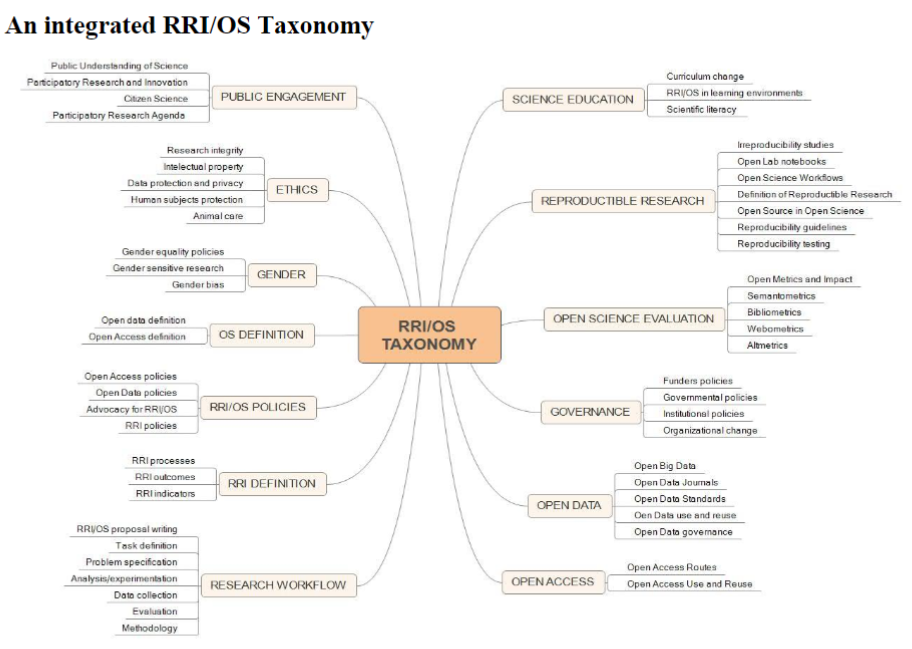 An integrated RRI/OS Taxonomy
Public Understanding of Science
Participatory Research and Innovation
Citizen Science
Participatory Research Agenda
PUBLIC ENGAGEMENT
Research integrity
Intelectual property
Data protection and privacy
Human subjects protection
Animal care
ETHICS
Gender equality policies
Gender sensitive research
Gender bias
GENDER
Open data definition
Open Access definition
OS DEFINITION
Open Access policies
Open Data policies
Advocacy for RRI/OS
RRI policies
RRI/OS POLICIES
RRI processes
RRI outcomes
RRI indicators
RRI DEFINITION
RRI/OS proposal writing
Task definition
Problem specification
Analysis/experimentation
Data collection
Evaluation
Methodology
RESEARCH WORKFLOW
RRI/OS
TAXONOMY
SCIENCE EDUCATION
Curriculum change
RRI/OS in learning environments
Scientific literacy
REPRODUCTIBLE RESEARCH
Irreproducibility studies
Open Lab notebooks
Open Science Workflows
Definition of Reproductible Research
Open Source in Open Science
Reproducibility guidelines
Reproducibility testing
OPEN SCIENCE EVALUATION
Open Metrics and Impact
Semantometrics
Bibliometrics
Webometrics
Altmetrics
GOVERNANCE
Funders policies
Governmental policies
Institutional policies
Organizational change
OPEN DATA
Open Big Data
Open Data Journals
Open Data Standards
Oen Data use and reuse
Open Data governance
OPEN ACCESS
Open Access Routes
Open Access Use and Reuse